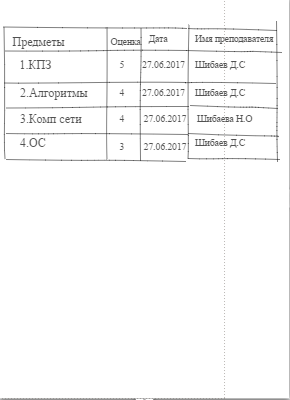 Предметы Оценка Дата Имя преподавателя
1.КПЗ 5 27.06.2017 Шибаев Д.С
2.Алгоритмы 4 27.06.2017 Шибаев Д.С
3.Комп сети 4 27.06.2017 Шибаева Н.О
4.ОС 3 27.06.2017 Шибаев Д.С